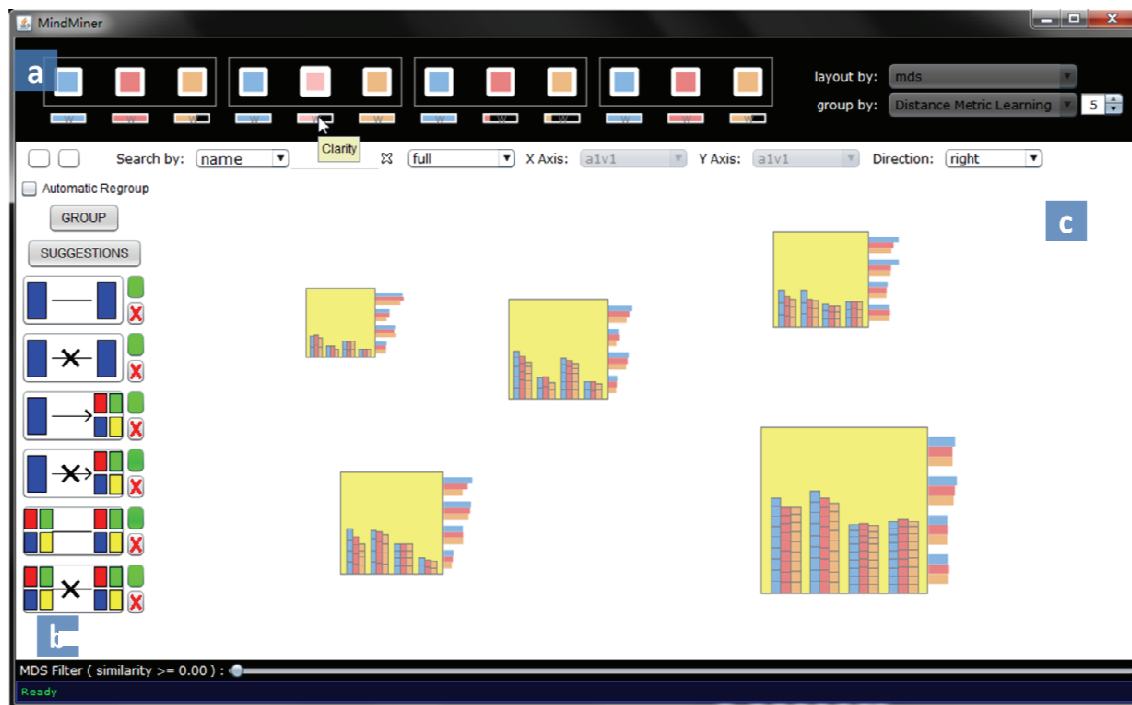 MindMiner
a
W W W W W W W W W W W W
layout by: mds
group by: Distance Metric Learning 5
Clarity
Search by: name full X Axis: a1v1 Y Axis: a1v1 Direction: right
Automatic Regroup
GROUP
c
SUGGESTIONS
b
MDS Filter ( similarity >= 0.00 ) :
Ready